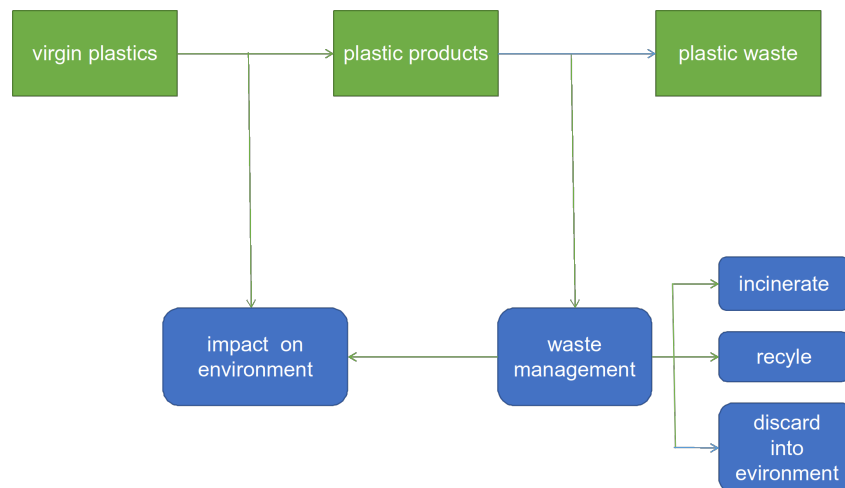 virgin plastics
plastic products
plastic waste
incinerate
impact on
environment
waste
management
recyle
discard
into
evironment